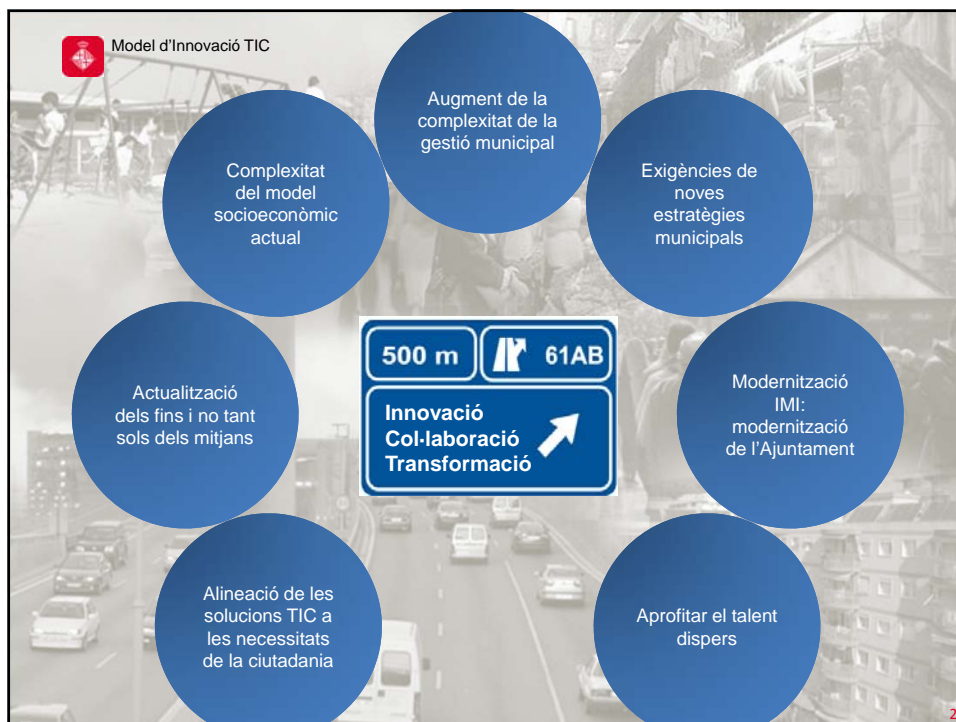 Model d'Innovació TIC
Augment de la
complexitat de la
gestió municipal
Complexitat
del model
socioeconòmic
actual
Exigències de
noves
estratègies
municipals
500 m
61AB
Innovació
Col·laboració
Transformació
Actualització
dels fins i no tant
sols dels mitjans
Modernització
IMI:
modernització
de l'Ajuntament
Alineació de les
solucions TIC a
les necessitats
de la ciutadania
Aprofitar el talent
dispers
2